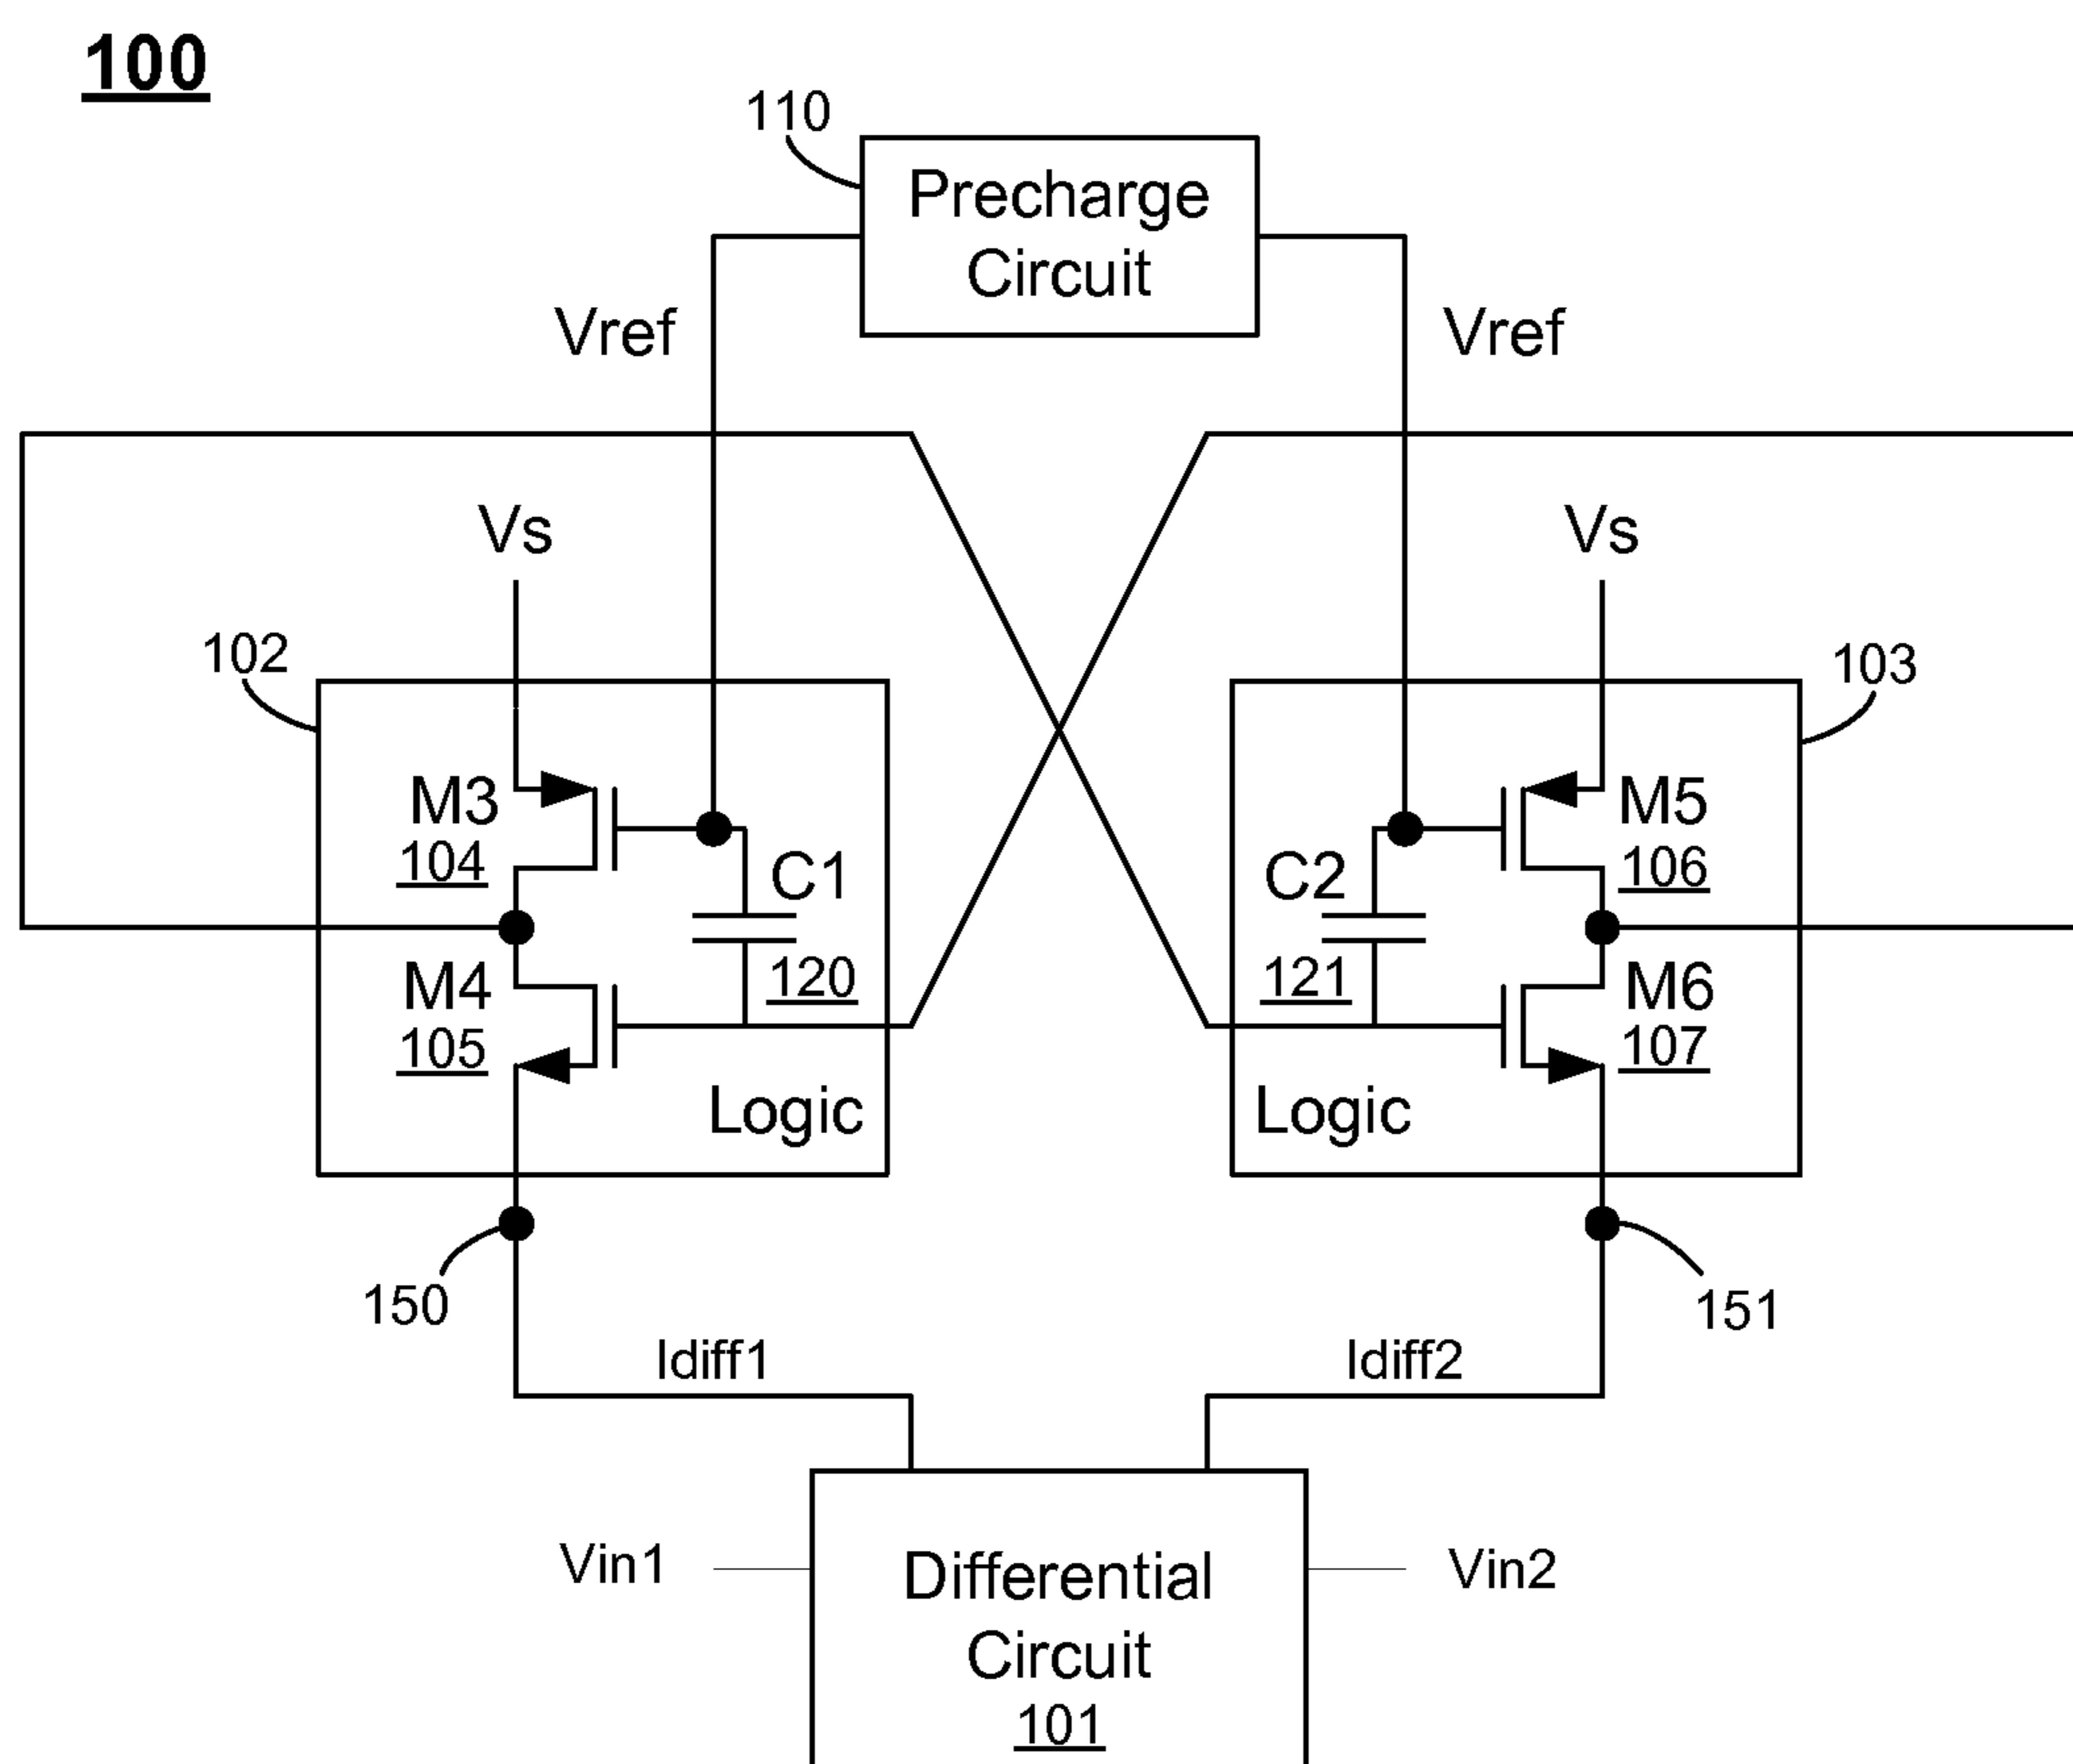 100
110
Precharge
Circuit
Vref
Vref
Vs
Vs
102
103
M3
104
C1
120
M4
105
Logic
C2
121
M5
106
M6
107
Logic
150
151
Idiff1
Idiff2
Vin1
Vin2
Differential
Circuit
101